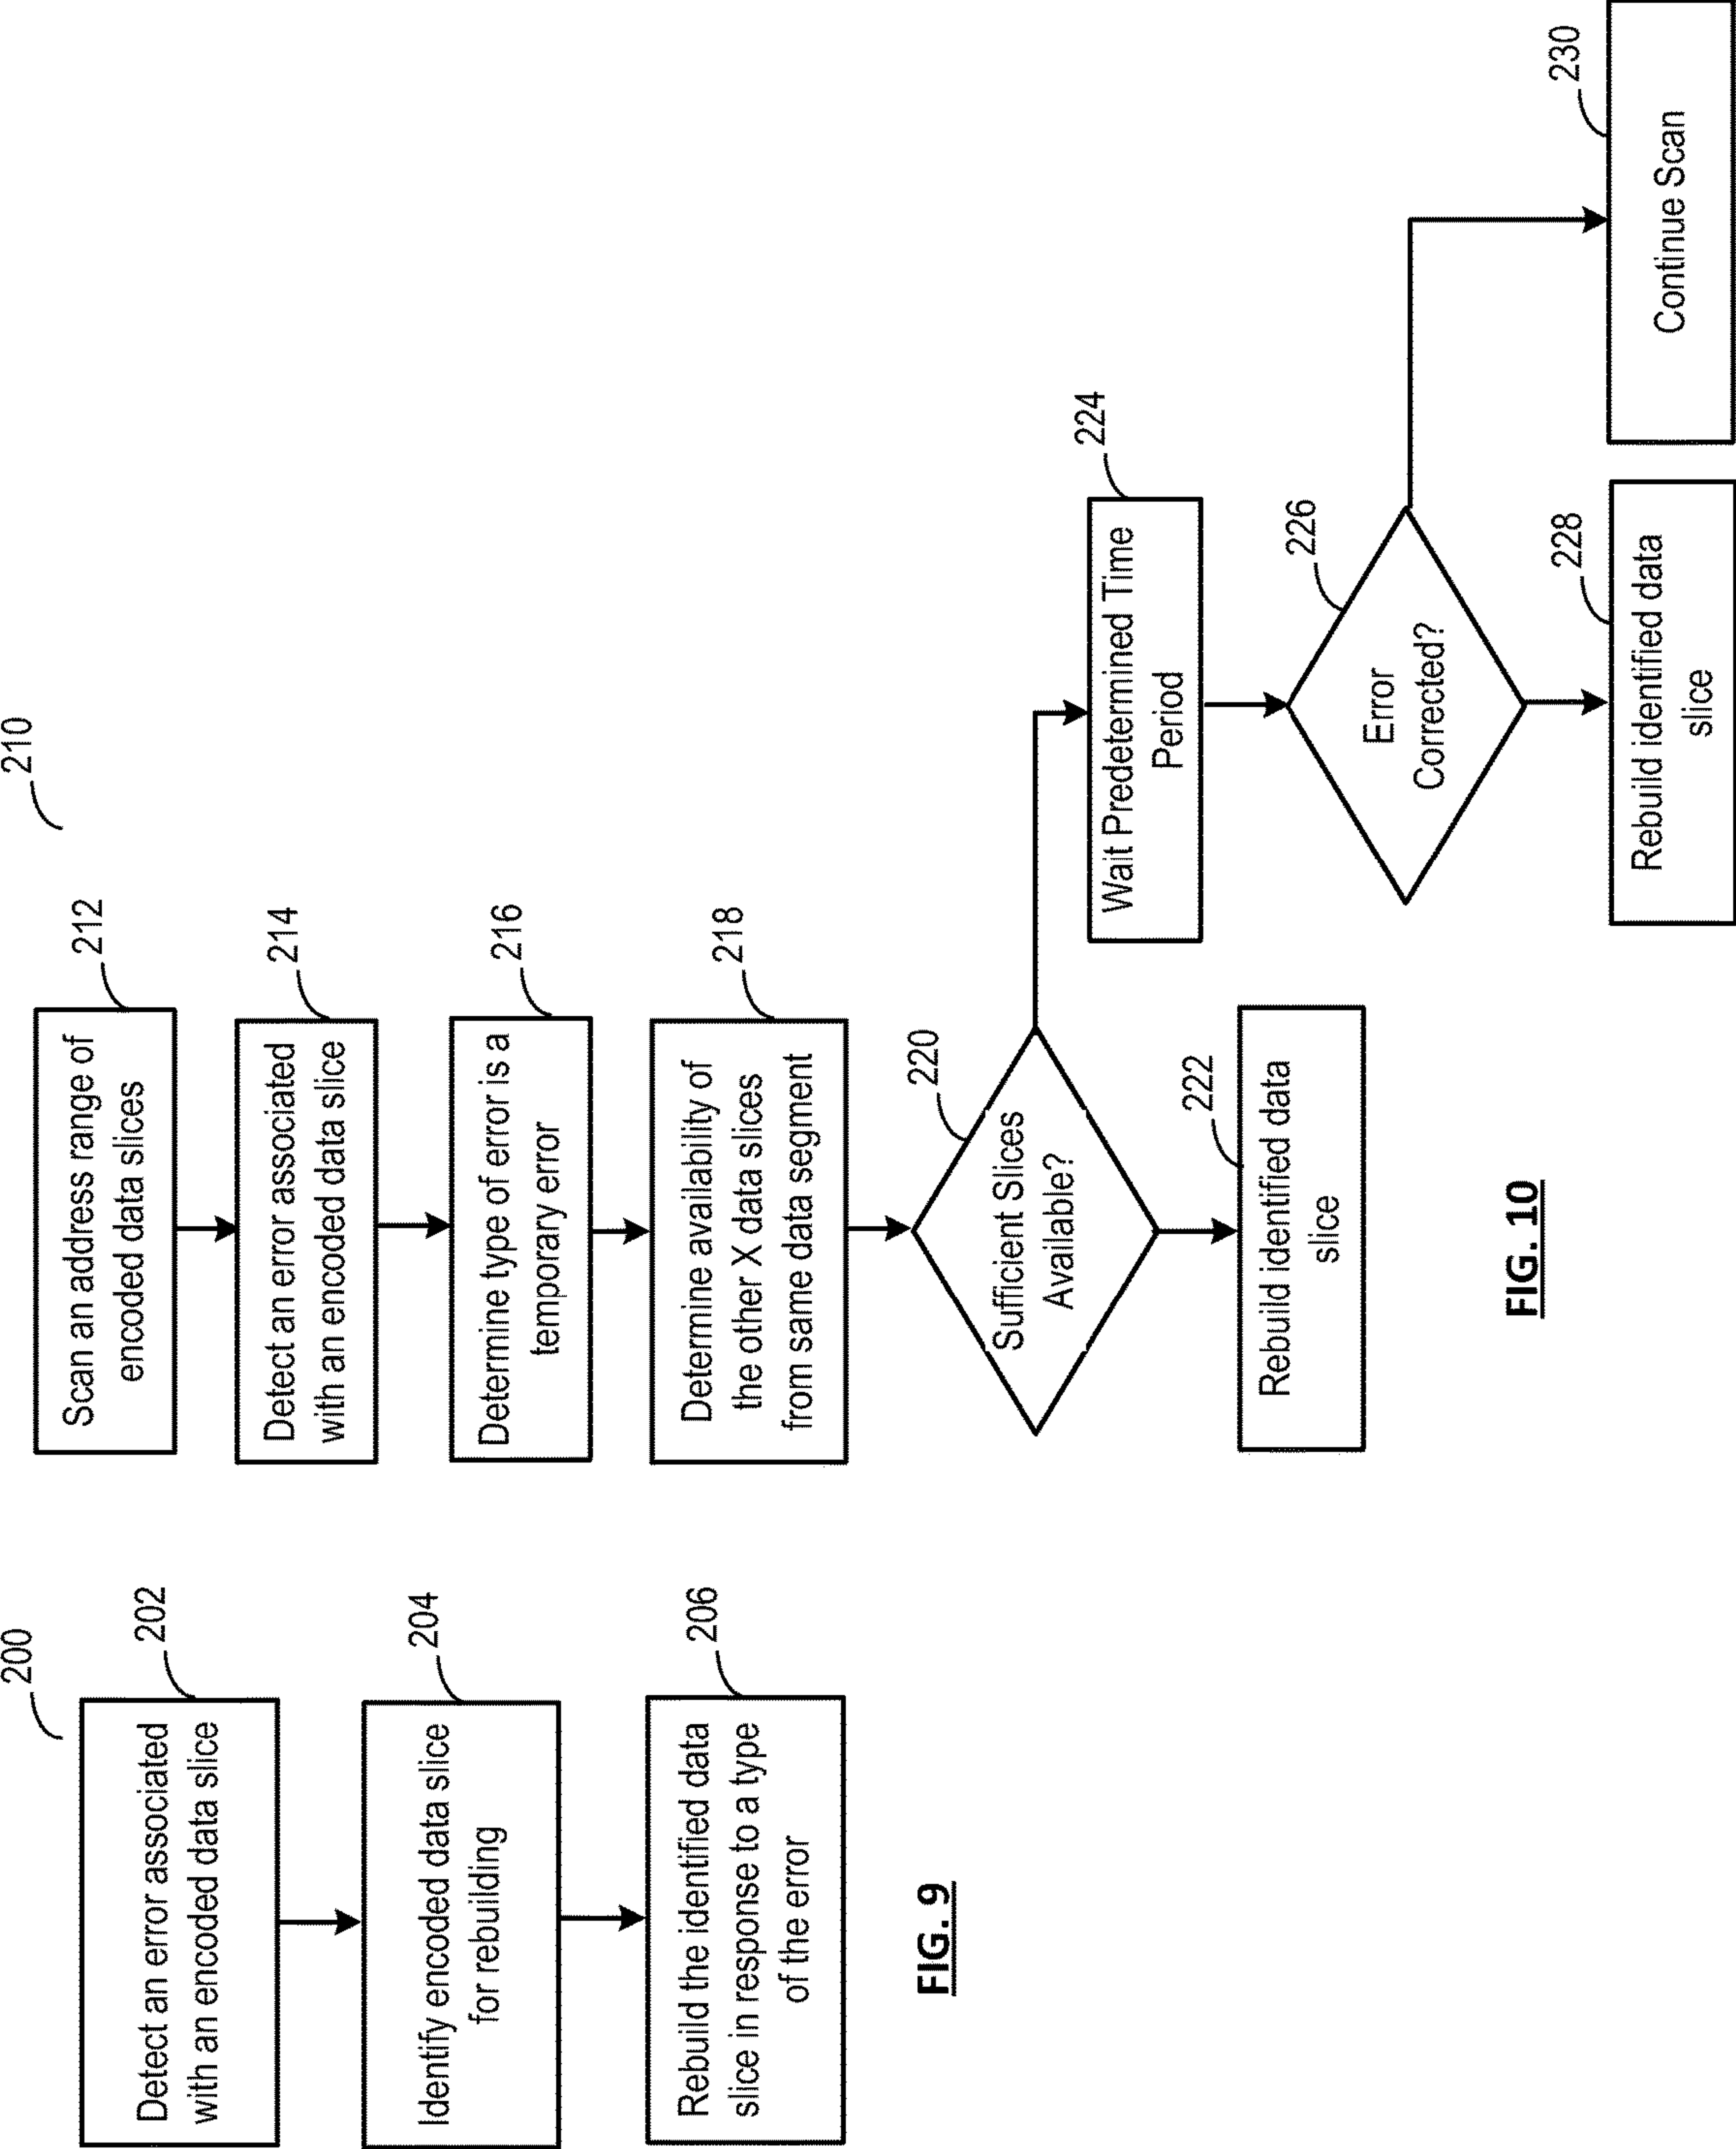 200
202
Detect an error associated
with an encoded data slice
204
Identify encoded data slice
for rebuilding
206
Rebuild the identified data
slice in response to a type
of the error
FIG. 9
210
212
Scan an address range of
encoded data slices
214
Detect an error associated
with an encoded data slice
216
Determine type of error is a
temporary error
218
Determine availability of
the other X data slices
from same data segment
220
Sufficient Slices
Available?
222
Rebuild identified data
slice
224
Wait Predetermined Time
Period
226
Error
Corrected?
228
Rebuild identified data
slice
230
Continue Scan
FIG. 10